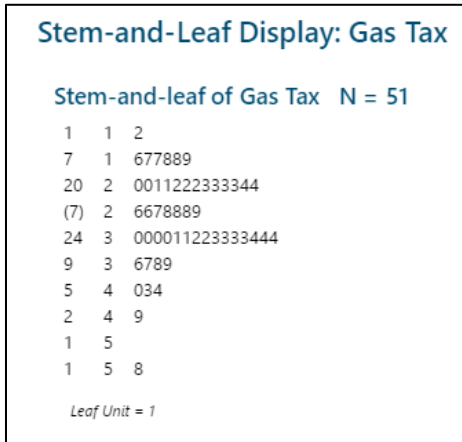 Stem-and-Leaf Display: Gas Tax
Stem-and-leaf of Gas Tax N = 51
1 1 2
7 1 677889
20 2 0011222333344
(7) 2 6678889
24 3 000011223333444
9 3 6789
5 4 034
2 4 9
1 5
1 5 8
Leaf Unit = 1